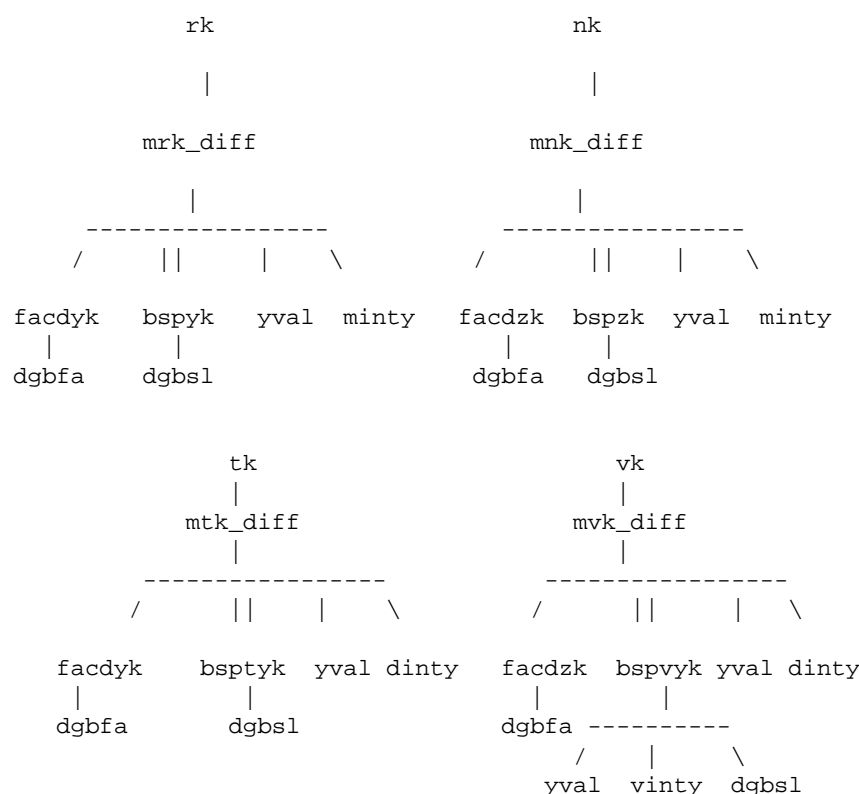 rk nk
| |
mrk_diff mnk_diff
| |
----------------- -----------------
/ || | \ / || | \
facdyk bspyk yval minty facdzk bspzk yval minty
| | | |
dgbfa dgbsl dgbfa dgbsl
tk vk
| |
mtk_diff mvk_diff
| |
----------------- -----------------
/ || | \ / || | \
facdyk bsptyk yval dinty facdzk bspvyk yval dinty
| | | |
dgbfa dgbsl dgbfa ----------
/ | \
yval vinty dgbsl